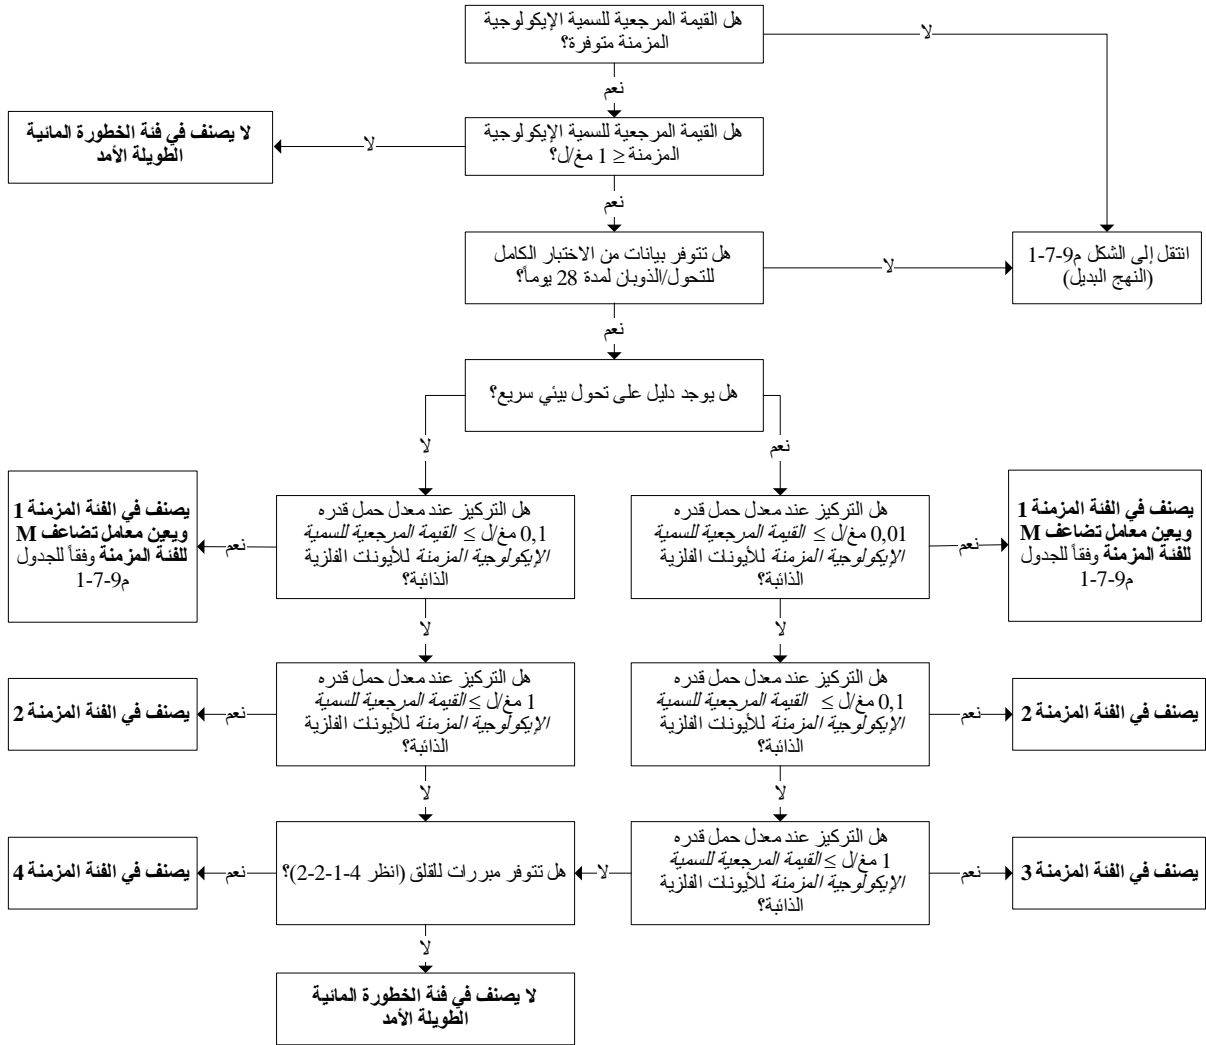 هل القيمة المرجعية للسمية الإيكولوجية
المزمنة متوفرة؟
لا
نعم
هل القيمة المرجعية للسمية الإيكولوجية
المزمنة ≤ 1 مغ/ل؟
لا
لا يصنف في فئة الخطورة المائية
الطويلة الأمد
نعم
هل تتوفر بيانات من الاختبار الكامل
للتحول/الذوبان لمدة 28 يوماً؟
لا
انتقل إلى الشكل م9-7-1
(النهج البديل)
نعم
هل يوجد دليل على تحول بيئي سريع؟
نعم
لا
يصنف في الفئة المزمنة 1
ويعين معامل تضاعف M
للفئة المزمنة وفقاً للجدول
م9-7-1
نعم
هل التركيز عند معدل حمل قدره
0,01 مغ/ل ≥ القيمة المرجعية للسمية
الإيكولوجية المزمنة للأيونات الفلزية
الذائبة؟
هل التركيز عند معدل حمل قدره
0,1 مغ/ل ≥ القيمة المرجعية للسمية
الإيكولوجية المزمنة للأيونات الفلزية
الذائبة؟
نعم
يصنف في الفئة المزمنة 1
ويعين معامل تضاعف M
للفئة المزمنة وفقاً للجدول
م9-7-1
لا
لا
يصنف في الفئة المزمنة 2
نعم
هل التركيز عند معدل حمل قدره
0,1 مغ/ل ≥ القيمة المرجعية للسمية
الإيكولوجية المزمنة للأيونات الفلزية
الذائبة؟
هل التركيز عند معدل حمل قدره
1 مغ/ل ≥ القيمة المرجعية للسمية
الإيكولوجية المزمنة للأيونات الفلزية
الذائبة؟
نعم
يصنف في الفئة المزمنة 2
لا
لا
يصنف في الفئة المزمنة 3
نعم
هل التركيز عند معدل حمل قدره
1 مغ/ل ≥ القيمة المرجعية للسمية
الإيكولوجية المزمنة للأيونات الفلزية
الذائبة؟
لا
هل تتوفر مبررات للقلق (انظر 4-1-2-2)؟
نعم
يصنف في الفئة المزمنة 4
لا
لا يصنف في فئة الخطورة المائية
الطويلة الأمد